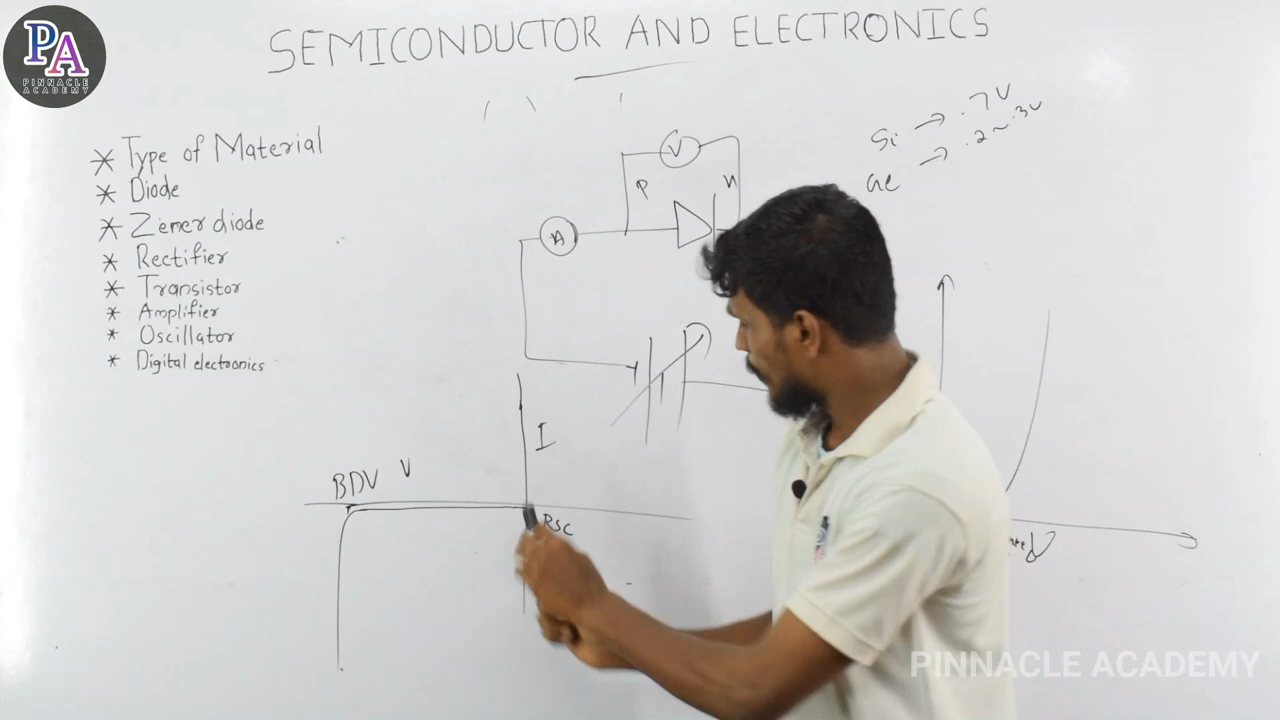 PA
PINNACLE
ACADEMY
SEMICONDUCTOR AND ELECTRONICS
* Type of Material
* Diode
* Zener diode
* Rectifier
* Transistor
* Amplifier
* Oscillator
* Digital electronics
V
P N
A
Si → .7V
Ge → .2~.3V
I
BDV V
RSC
PINNACLE ACADEMY